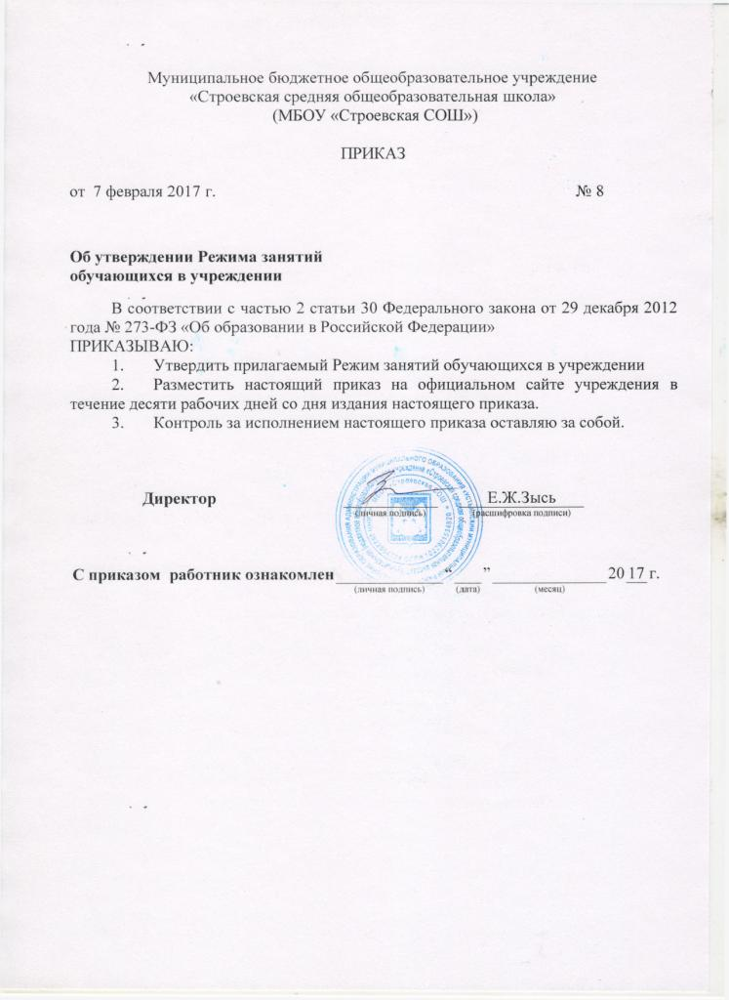 Муниципальное бюджетное общеобразовательное учреждение
«Строевская средняя общеобразовательная школа»
(МБОУ «Строевская СОШ»)
ПРИКАЗ
от 7 февраля 2017 г. № 8
Об утверждении Режима занятий
обучающихся в учреждении
В соответствии с частью 2 статьи 30 Федерального закона от 29 декабря 2012
года № 273-ФЗ «Об образовании в Российской Федерации»
ПРИКАЗЫВАЮ:
1. Утвердить прилагаемый Режим занятий обучающихся в учреждении
2. Разместить настоящий приказ на официальном сайте учреждения в
течение десяти рабочих дней со дня издания настоящего приказа.
3. Контроль за исполнением настоящего приказа оставляю за собой.
Директор Е.Ж.Зысь
(личная подпись) (расшифровка подписи)
С приказом работник ознакомлен “ ” 20 17 г.
(личная подпись) (дата) (месяц)